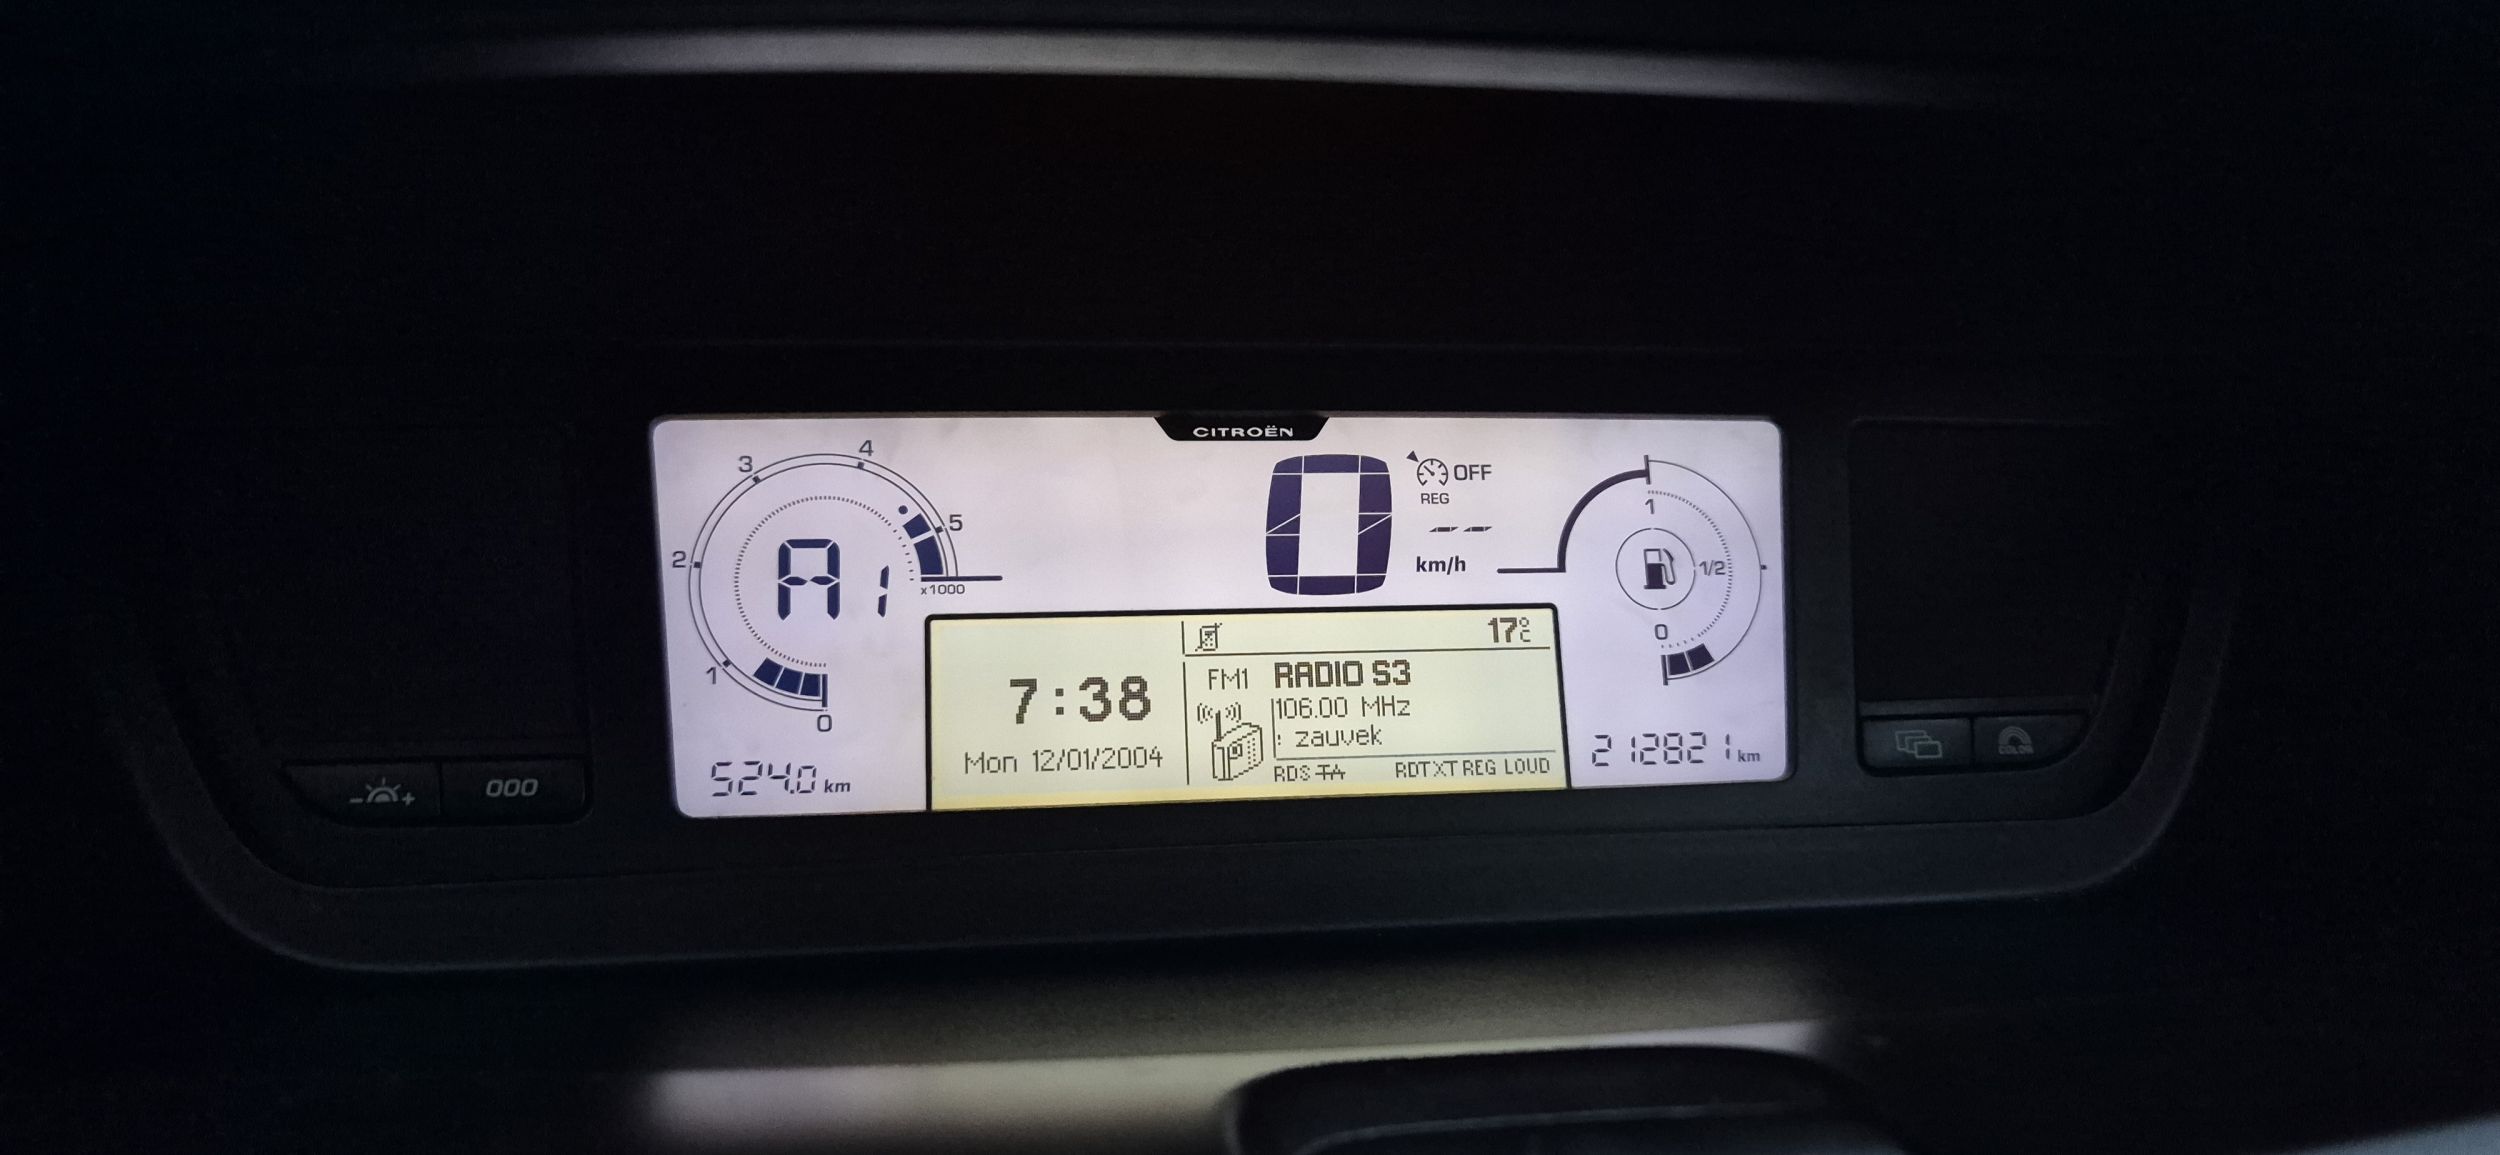 CITROËN
4
3
5
2
x1000
1
0
A1
524.0 km
0
OFF
REG
--
km/h
1
1/2
0
212821 km
17°C
7:38
Mon 12/01/2004
FM1 RADIO S3
106.00 MHz
: zauvek
RDS TA RDTXT REG LOUD
- +
000
COLOR